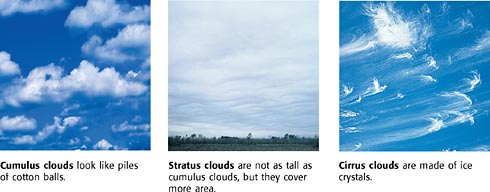 Cumulus clouds look like piles
of cotton balls.
Stratus clouds are not as tall as
cumulus clouds, but they cover
more area.
Cirrus clouds are made of ice
crystals.